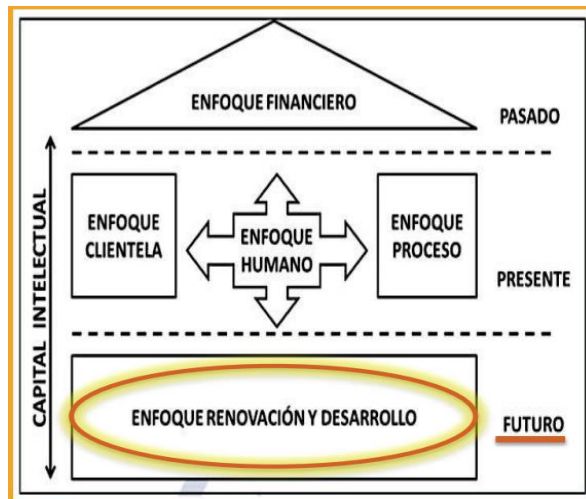 ENFOQUE FINANCIERO
PASADO
CAPITAL INTELECTUAL
ENFOQUE
CLIENTELA
ENFOQUE
HUMANO
ENFOQUE
PROCESO
PRESENTE
ENFOQUE RENOVACIÓN Y DESARROLLO
FUTURO